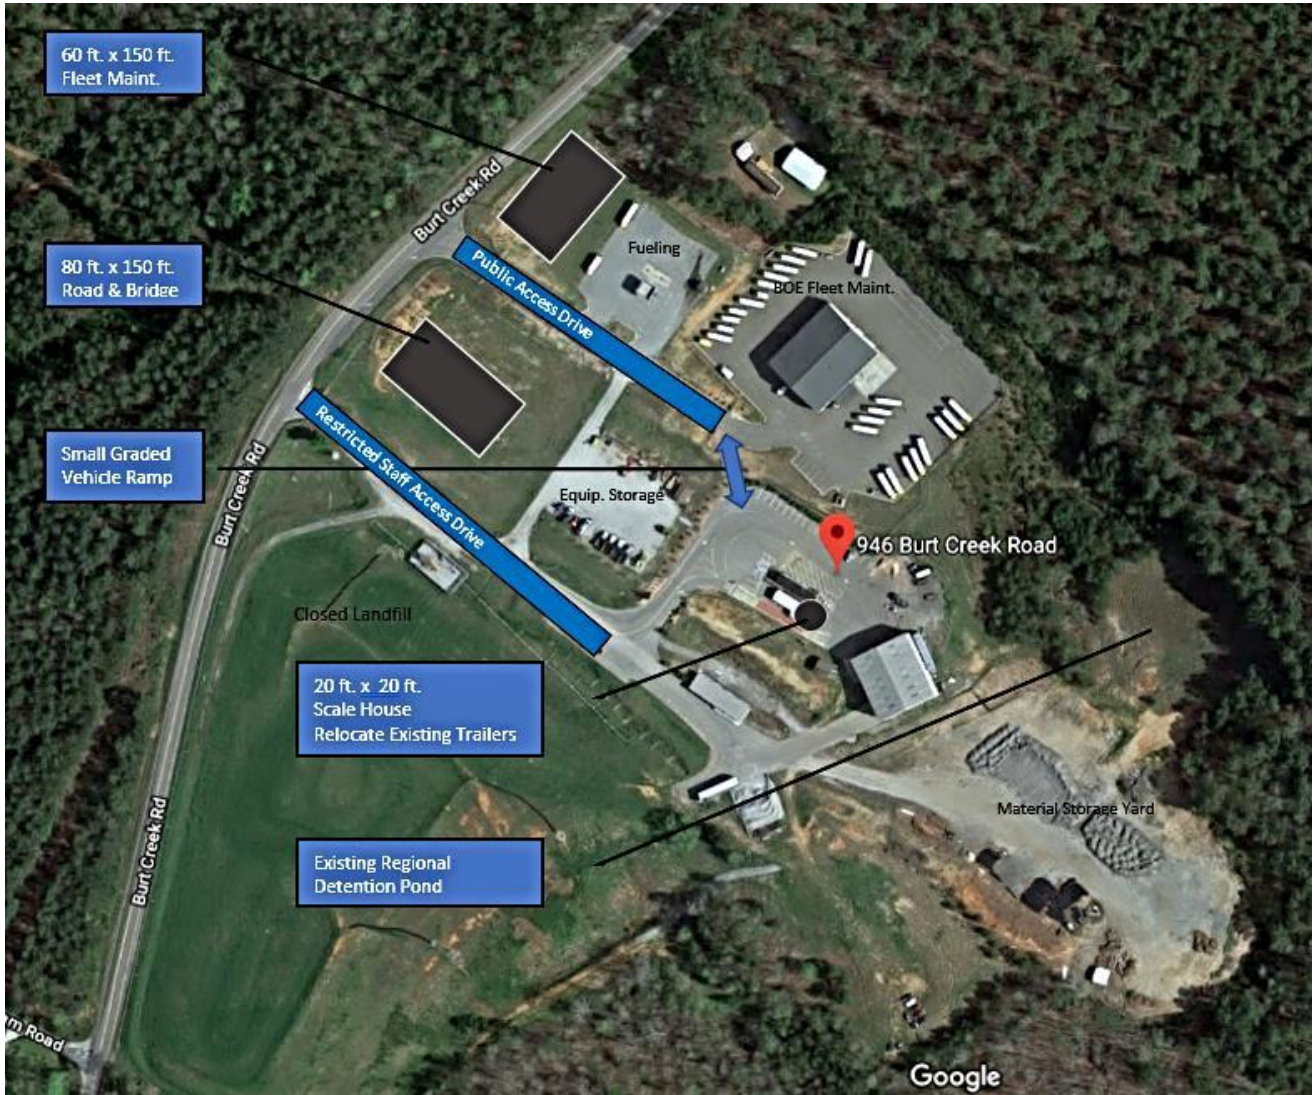 60 ft. x 150 ft.
Fleet Maint.
Burt Creek Rd
Fueling
Public Access Drive
80 ft. x 150 ft.
Road & Bridge
BOE Fleet Maint.
Restricted Staff Access Drive
Small Graded
Vehicle Ramp
Burt Creek Rd
Equip. Storage
946 Burt Creek Road
Closed Landfill
20 ft. x 20 ft.
Scale House
Relocate Existing Trailers
Material Storage Yard
Burt Creek Rd
Existing Regional
Detention Pond
m Road
Google